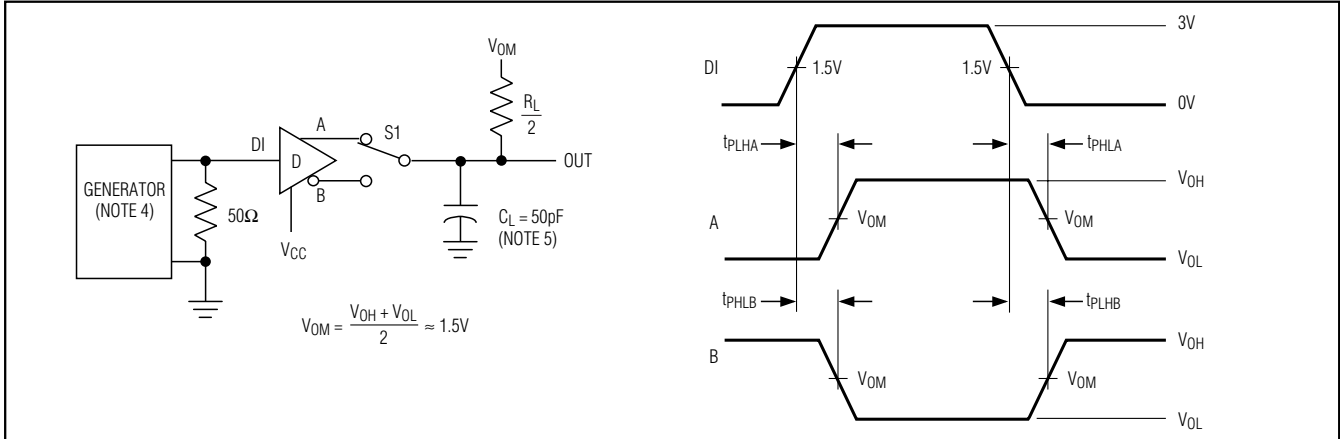 V_OM
R_L
2
A
S1
DI
D
OUT
B
GENERATOR
(NOTE 4)
50Ω
V_CC
C_L = 50pF
(NOTE 5)
V_OM = V_OH + V_OL / 2 ≈ 1.5V
3V
DI
1.5V
1.5V
0V
t_PLHA
t_PHLA
V_OH
A
V_OM
V_OM
V_OL
t_PHLB
t_PLHB
V_OH
B
V_OM
V_OM
V_OL